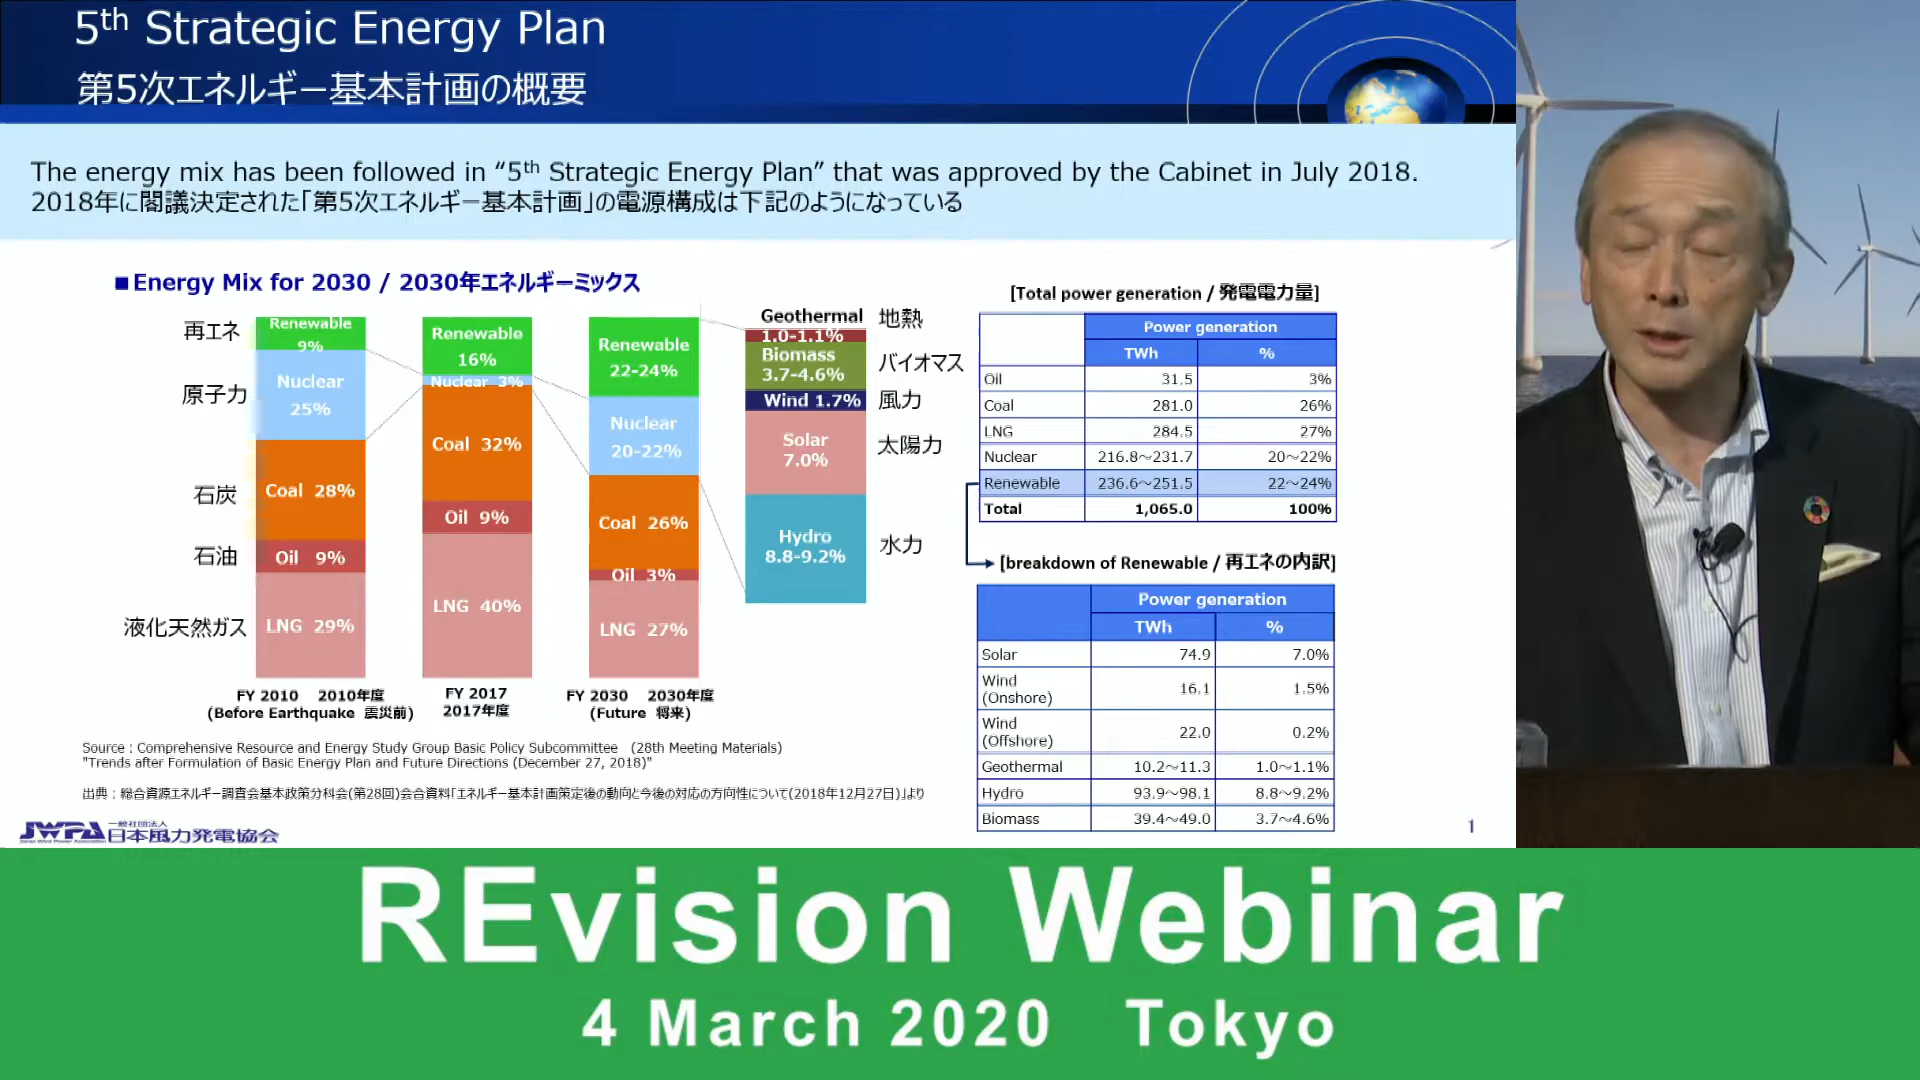 5th Strategic Energy Plan
第5次エネルギー基本計画の概要
The energy mix has been followed in “5th Strategic Energy Plan” that was approved by the Cabinet in July 2018.
2018年に閣議決定された「第5次エネルギー基本計画」の電源構成は下記のようになっている
■Energy Mix for 2030 / 2030年エネルギーミックス
再エネ
原子力
石炭
石油
液化天然ガス
Renewable
9%
Nuclear
25%
Coal 28%
Oil 9%
LNG 29%
FY 2010 2010年度
(Before Earthquake 震災前)
Renewable
16%
Nuclear 3%
Coal 32%
Oil 9%
LNG 40%
FY 2017
2017年度
Renewable
22-24%
Nuclear
20-22%
Coal 26%
Oil 3%
LNG 27%
FY 2030 2030年度
(Future 将来)
Geothermal 地熱
1.0-1.1%
Biomass バイオマス
3.7-4.6%
Wind 1.7% 風力
Solar 太陽力
7.0%
Hydro 水力
8.8-9.2%
[Total power generation / 発電電力量]
Power generation
TWh %
Oil 31.5 3%
Coal 281.0 26%
LNG 284.5 27%
Nuclear 216.8~231.7 20~22%
Renewable 236.6~251.5 22~24%
Total 1,065.0 100%
[breakdown of Renewable / 再エネの内訳]
Power generation
TWh %
Solar 74.9 7.0%
Wind
(Onshore) 16.1 1.5%
Wind
(Offshore) 22.0 0.2%
Geothermal 10.2~11.3 1.0~1.1%
Hydro 93.9~98.1 8.8~9.2%
Biomass 39.4~49.0 3.7~4.6%
Source : Comprehensive Resource and Energy Study Group Basic Policy Subcommittee (28th Meeting Materials)
"Trends after Formulation of Basic Energy Plan and Future Directions (December 27, 2018)"
出典：総合資源エネルギー調査会基本政策分科会(第28回)会合資料「エネルギー基本計画策定後の動向と今後の対応の方向性について(2018年12月27日)」より
JWPA 一般社団法人
Japan Wind Power Association 日本風力発電協会
1
REvision Webinar
4 March 2020 Tokyo